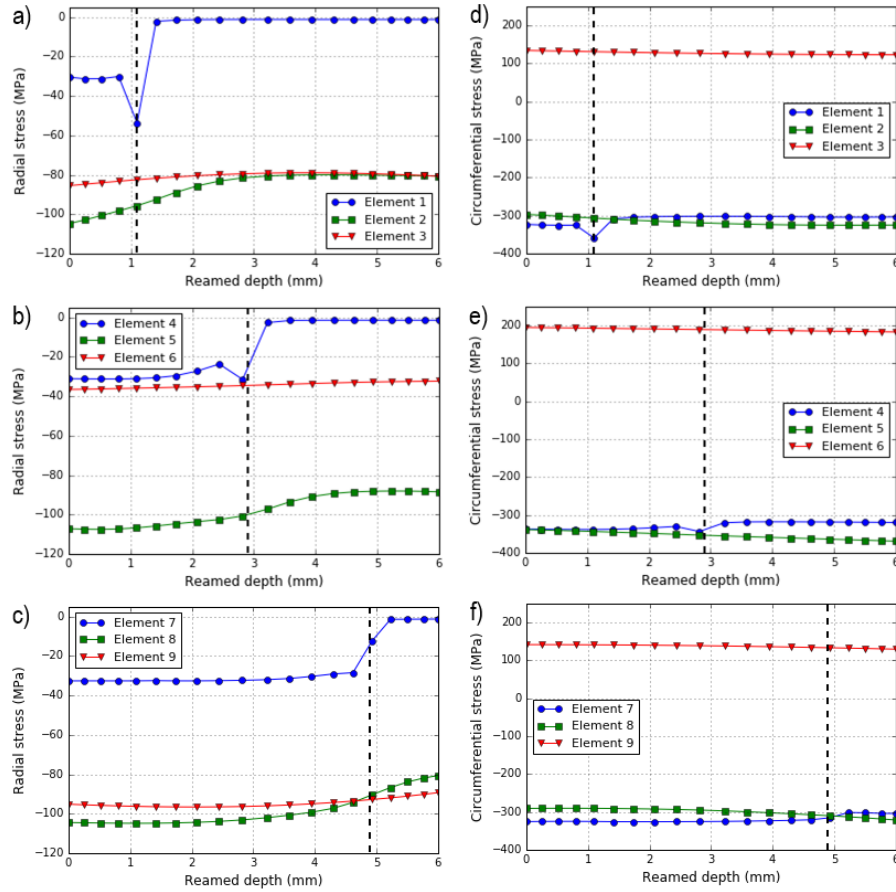 a)
0
−20
−40
−60
−80
−100
−120
Radial stress (MPa)
Element 1
Element 2
Element 3
0 1 2 3 4 5 6
Reamed depth (mm)
d)
200
100
0
−100
−200
−300
−400
Circumferential stress (MPa)
Element 1
Element 2
Element 3
0 1 2 3 4 5 6
Reamed depth (mm)
b)
0
−20
−40
−60
−80
−100
−120
Radial stress (MPa)
Element 4
Element 5
Element 6
0 1 2 3 4 5 6
Reamed depth (mm)
e)
200
100
0
−100
−200
−300
−400
Circumferential stress (MPa)
Element 4
Element 5
Element 6
0 1 2 3 4 5 6
Reamed depth (mm)
c)
0
−20
−40
−60
−80
−100
−120
Radial stress (MPa)
Element 7
Element 8
Element 9
0 1 2 3 4 5 6
Reamed depth (mm)
f)
200
100
0
−100
−200
−300
−400
Circumferential stress (MPa)
Element 7
Element 8
Element 9
0 1 2 3 4 5 6
Reamed depth (mm)